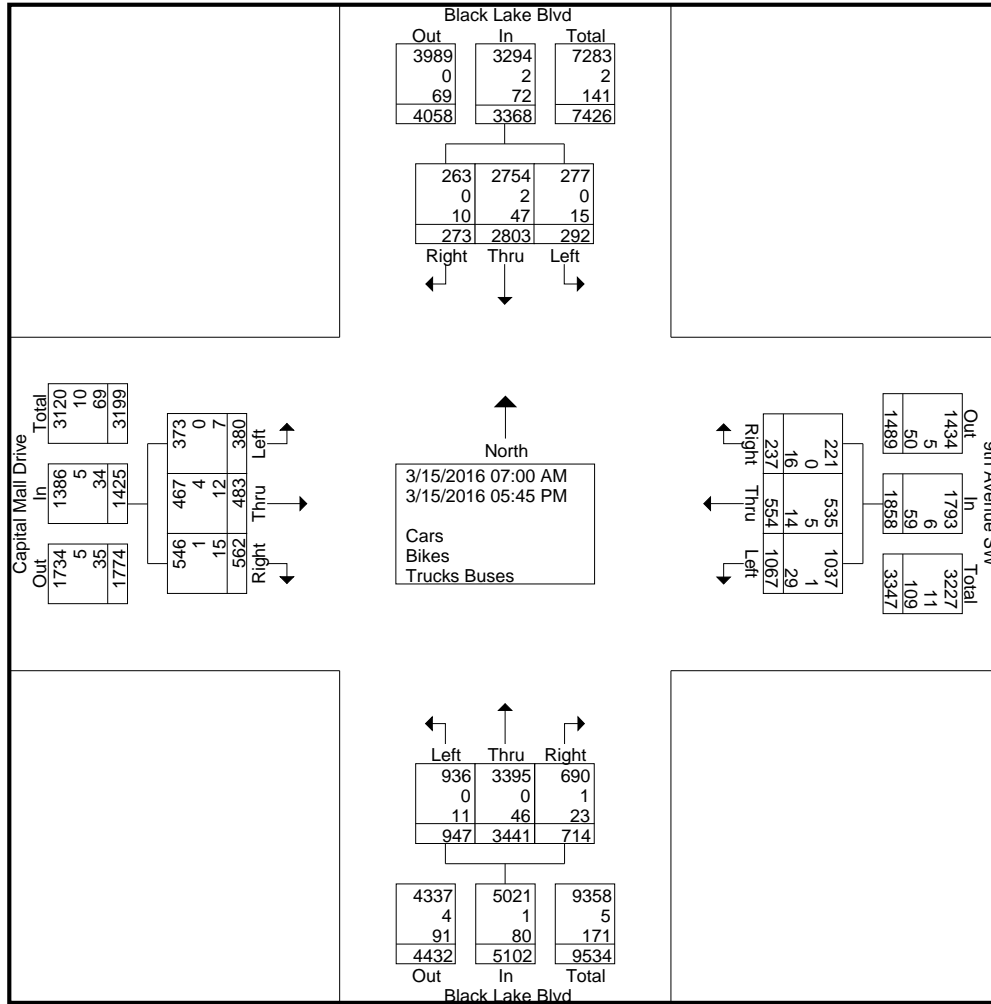 Black Lake Blvd
Out In Total
3989 3294 7283
0 2 2
69 72 141
4058 3368 7426
263 2754 277
0 2 0
10 47 15
273 2803 292
Right Thru Left
Capital Mall Drive
Total
3120
10
69
3199
In
1386
5
34
1425
Out
1734
5
35
1774
Left
373
0
7
380
Thru
467
4
12
483
Right
546
1
15
562
North
3/15/2016 07:00 AM
3/15/2016 05:45 PM
Cars
Bikes
Trucks Buses
Right
221
0
16
237
Thru
535
5
14
554
Left
1037
1
29
1067
9th Avenue SW
Out
1434
5
50
1489
In
1793
6
59
1858
Total
3227
11
109
3347
Left Thru Right
936 3395 690
0 0 1
11 46 23
947 3441 714
4337 5021 9358
4 1 5
91 80 171
4432 5102 9534
Out In Total
Black Lake Blvd